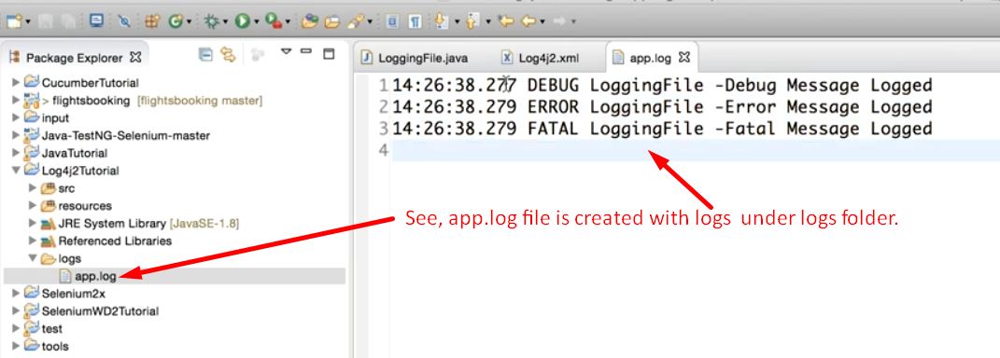 Package Explorer
CucumberTutorial
> flightsbooking [flightsbooking master]
input
Java-TestNG-Selenium-master
JavaTutorial
Log4j2Tutorial
src
resources
JRE System Library [JavaSE-1.8]
Referenced Libraries
logs
app.log
Selenium2x
SeleniumWD2Tutorial
test
tools
LoggingFile.java
Log4j2.xml
app.log
1 14:26:38.277 DEBUG LoggingFile -Debug Message Logged
2 14:26:38.279 ERROR LoggingFile -Error Message Logged
3 14:26:38.279 FATAL LoggingFile -Fatal Message Logged
4
See, app.log file is created with logs under logs folder.